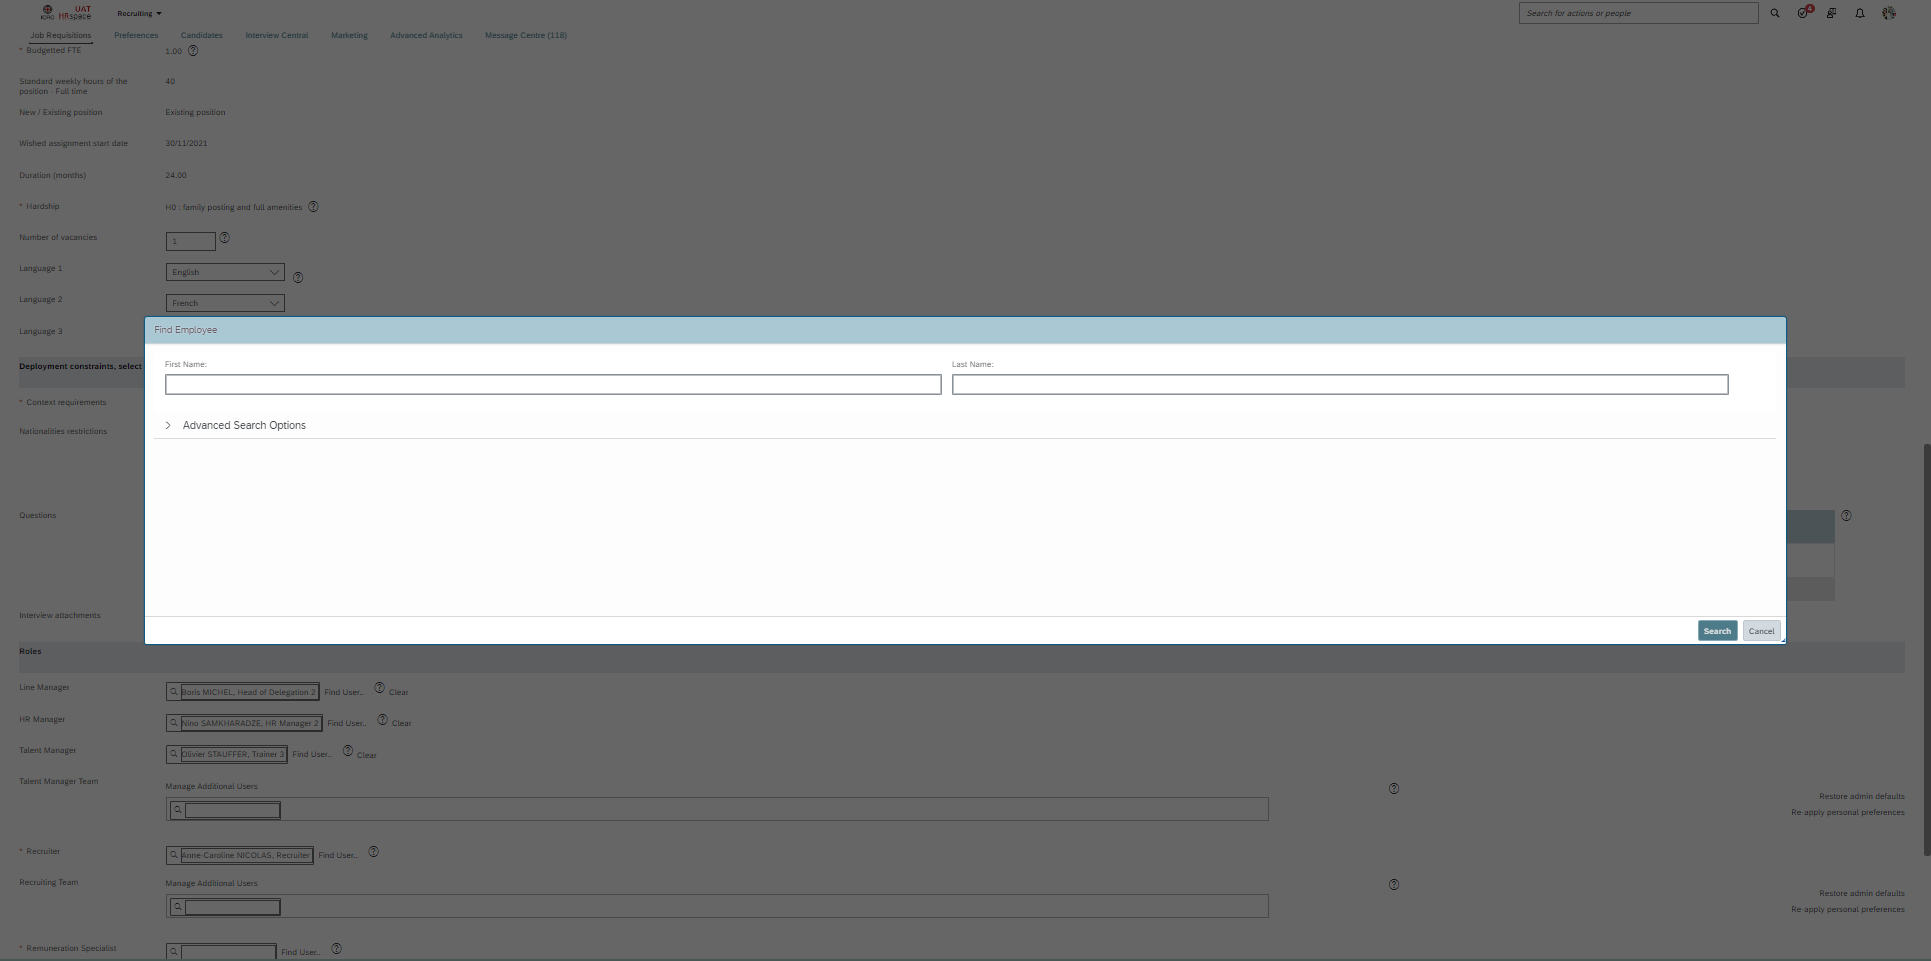 UAT
ICRC HRspace
Recruiting
Search for actions or people
4
Job Requisitions
Preferences
Candidates
Interview Central
Marketing
Advanced Analytics
Message Centre (118)
* Budgetted FTE
1.00
Standard weekly hours of the
position - Full time
40
New / Existing position
Existing position
Wished assignment start date
30/11/2021
Duration (months)
24.00
* Hardship
H0 : family posting and full amenities
Number of vacancies
1
Language 1
English
Language 2
French
Language 3
Find Employee
First Name:
Last Name:
Deployment constraints, select
* Context requirements
Advanced Search Options
Nationalities restrictions
Questions
Interview attachments
Search
Cancel
Roles
Line Manager
Boris MICHEL, Head of Delegation 2
Find User..
Clear
HR Manager
Nino SAMKHARADZE, HR Manager 2
Find User..
Clear
Talent Manager
Olivier STAUFFER, Trainer 3
Find User..
Clear
Talent Manager Team
Manage Additional Users
Restore admin defaults
Re-apply personal preferences
* Recruiter
Anne-Caroline NICOLAS, Recruiter
Find User..
Recruiting Team
Manage Additional Users
Restore admin defaults
Re-apply personal preferences
* Remuneration Specialist
Find User..